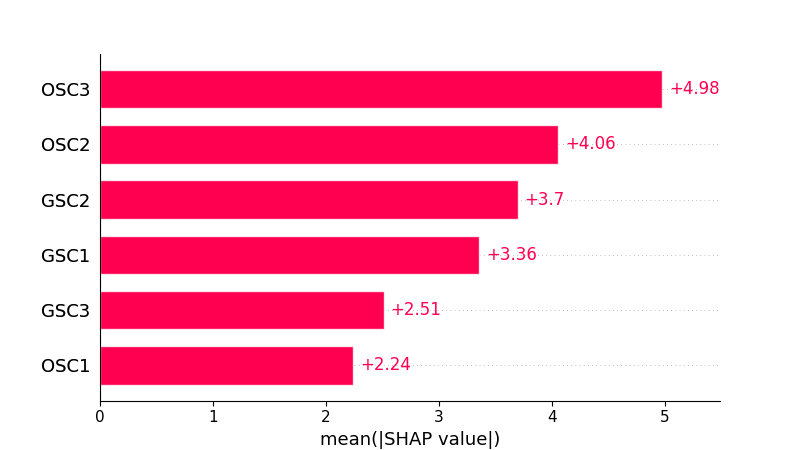 OSC3 +4.98
OSC2 +4.06
GSC2 +3.7
GSC1 +3.36
GSC3 +2.51
OSC1 +2.24
0 1 2 3 4 5
mean(|SHAP value|)